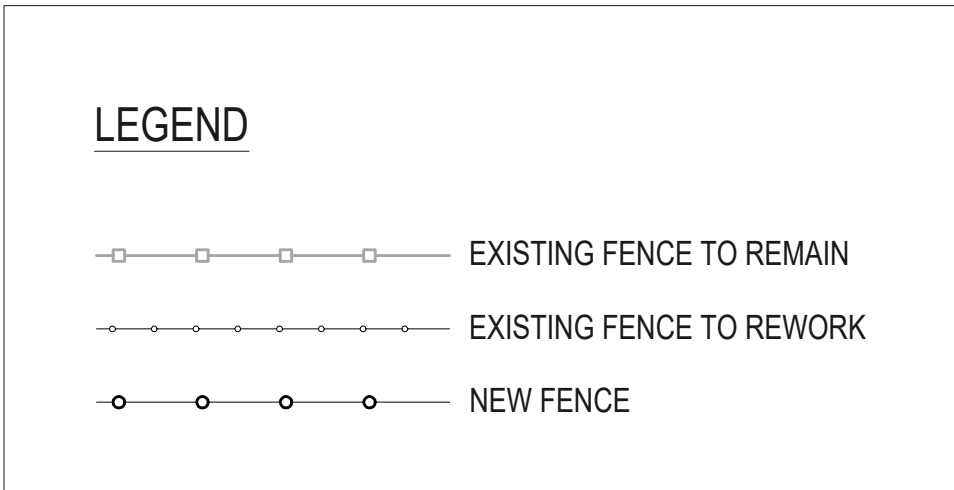 LEGEND
EXISTING FENCE TO REMAIN
EXISTING FENCE TO REWORK
NEW FENCE